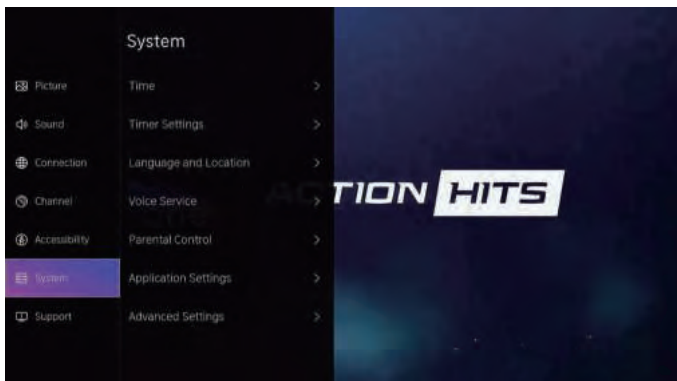 System
Picture
Time
Sound
Timer Settings
Connection
Language and Location
Channel
Voice Service
Accessibility
Parental Control
System
Application Settings
Support
Advanced Settings
ACTION HITS